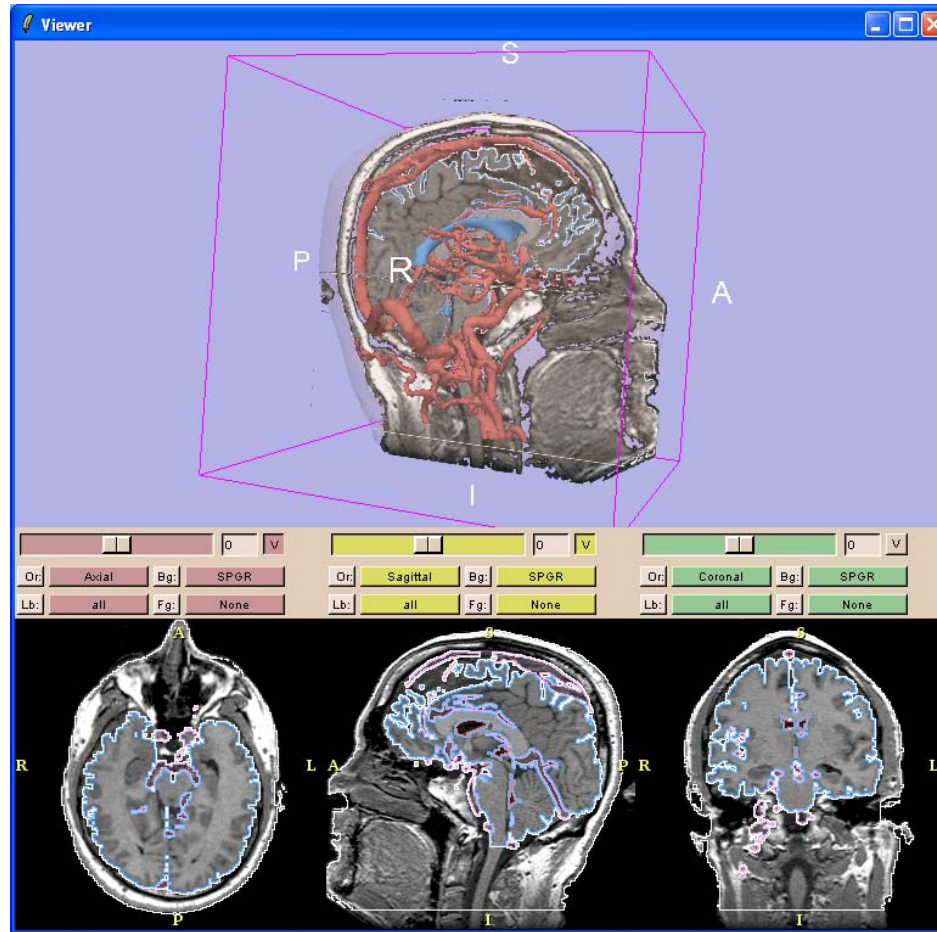 Viewer
S
P
R
A
I
0 V 0 V 0 V
Or: Axial Bg: SPGR Or: Sagittal Bg: SPGR Or: Coronal Bg: SPGR
Lb: all Fg: None Lb: all Fg: None Lb: all Fg: None
A S S
R L A P R L
P I I